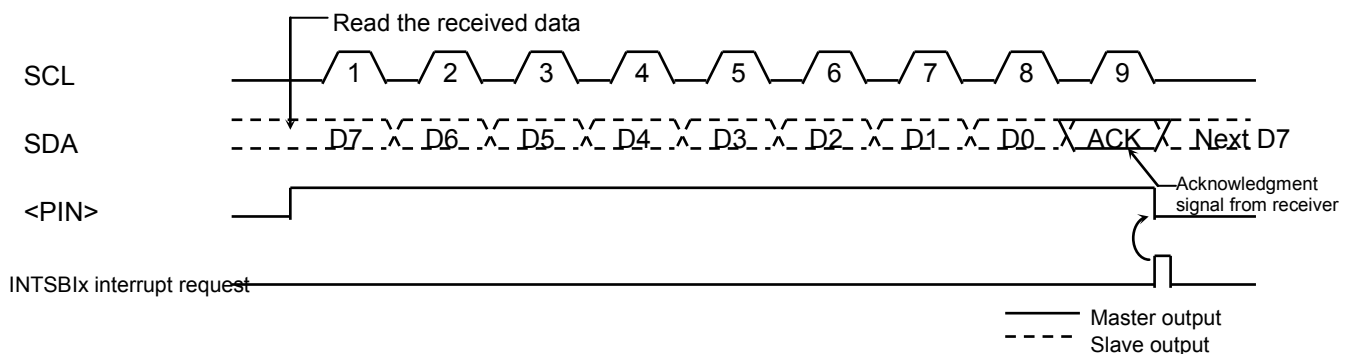 Read the received data
SCL 1 2 3 4 5 6 7 8 9
SDA D7 D6 D5 D4 D3 D2 D1 D0 ACK Next D7
Acknowledgment
signal from receiver
<PIN>
INTSBIx interrupt request
Master output
Slave output